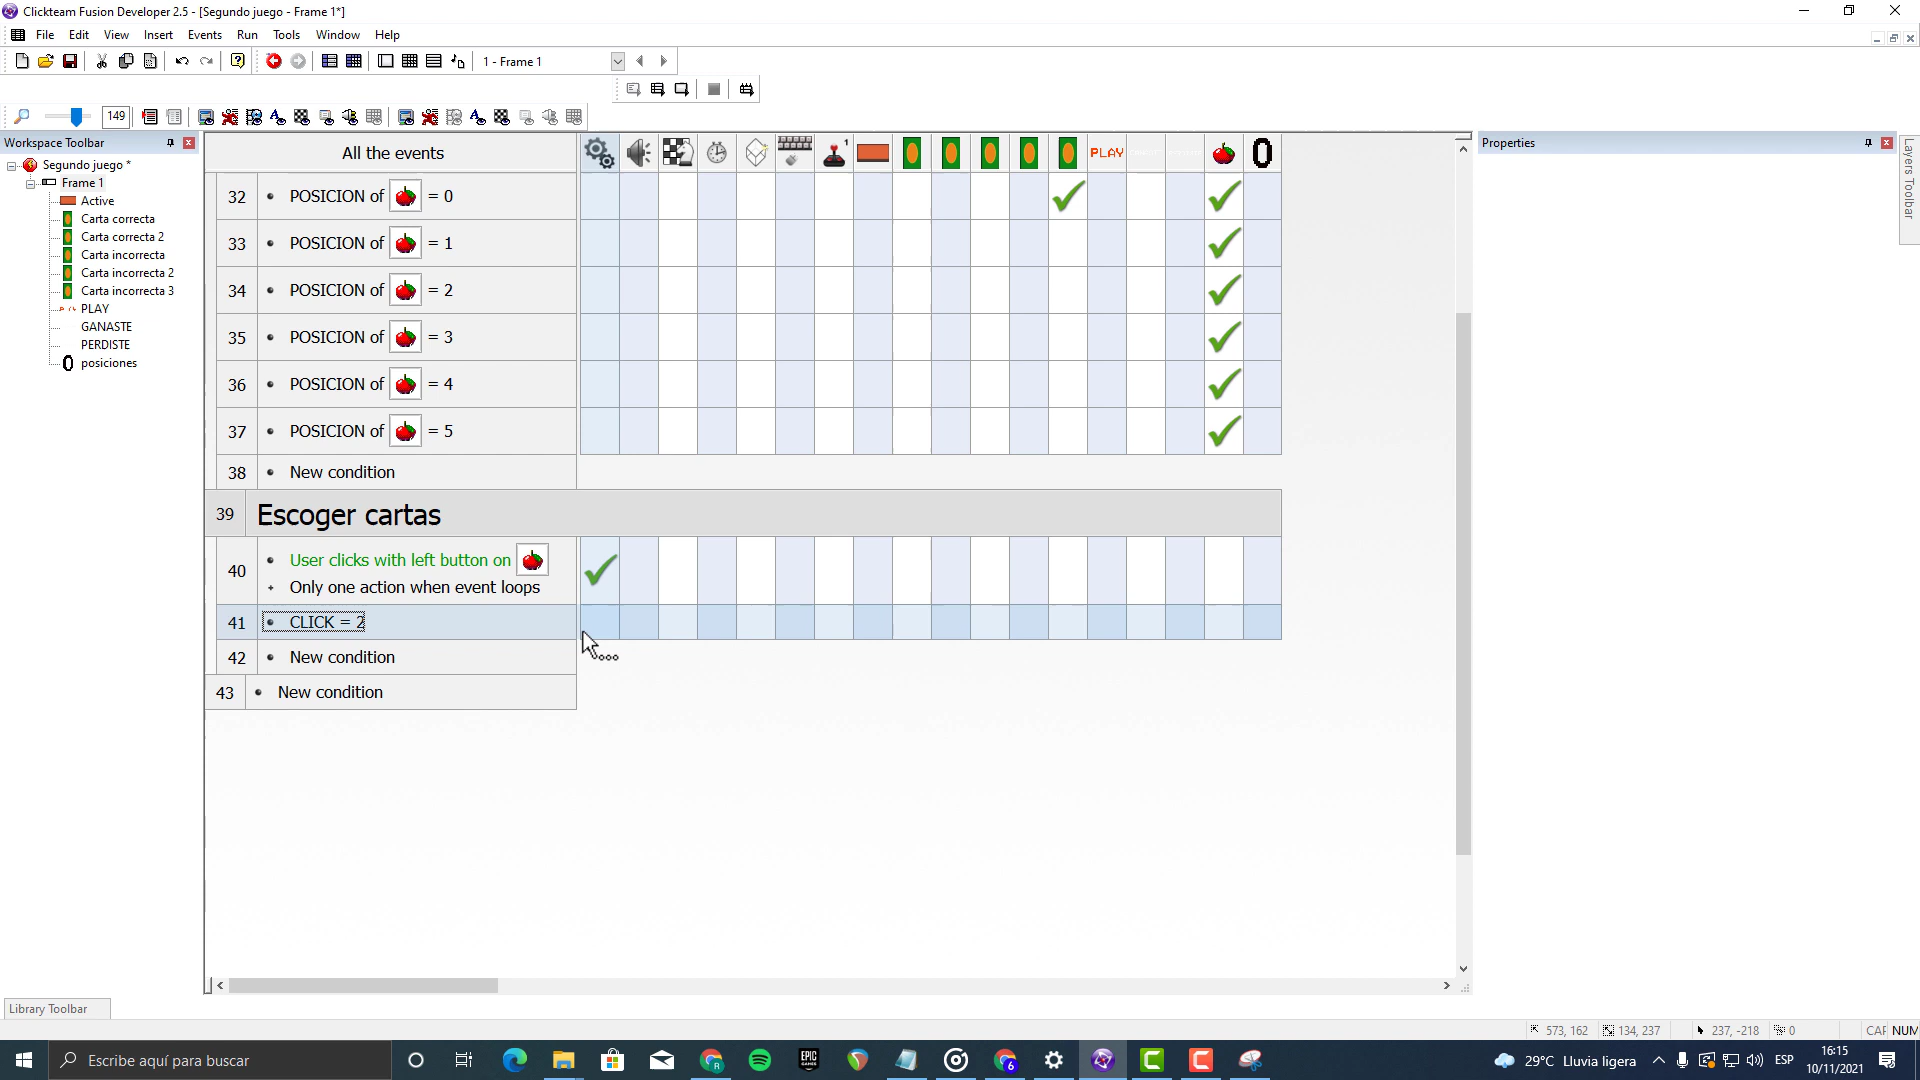 Clickteam Fusion Developer 2.5 - [Segundo juego - Frame 1*]
File Edit View Insert Events Run Tools Window Help
1 - Frame 1
149
Workspace Toolbar
Segundo juego *
Frame 1
Active
Carta correcta
Carta correcta 2
Carta incorrecta
Carta incorrecta 2
Carta incorrecta 3
PLAY
GANASTE
PERDISTE
0 posiciones
All the events
1
PLAY
0
32 POSICION of = 0
33 POSICION of = 1
34 POSICION of = 2
35 POSICION of = 3
36 POSICION of = 4
37 POSICION of = 5
38 New condition
39 Escoger cartas
40 User clicks with left button on
Only one action when event loops
41 CLICK = 2
42 New condition
43 New condition
Properties
Layers Toolbar
Library Toolbar
573, 162
134, 237
237, -218
0
CAP NUM
Escribe aquí para buscar
EPIC GAMES
29°C Lluvia ligera
ESP
16:15
10/11/2021